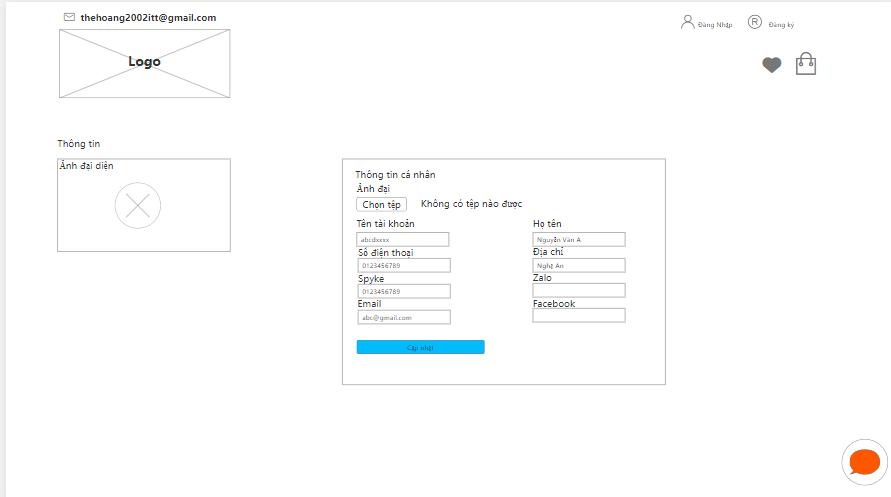 thehoang2002itt@gmail.com
Đăng Nhập
® Đăng ký
Logo
Thông tin
Ảnh đại diện
Thông tin cá nhân
Ảnh đại
Chọn tệp Không có tệp nào được
Tên tài khoản Họ tên
abcdxxxx Nguyễn Văn A
Số điện thoại Địa chỉ
0123456789 Nghệ An
Spyke Zalo
0123456789
Email Facebook
abc@gmail.com
Cập nhật